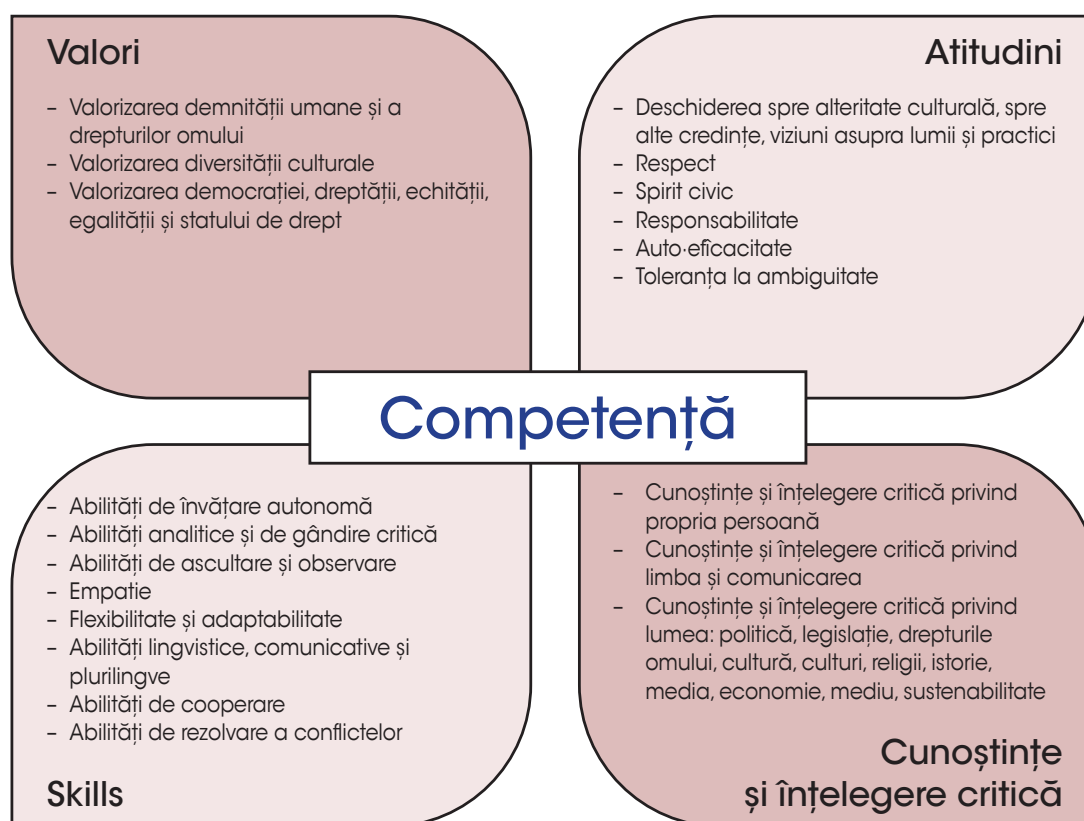 Valori
– Valorizarea demnității umane și a
drepturilor omului
– Valorizarea diversității culturale
– Valorizarea democrației, dreptății, echității,
egalității și statului de drept
Atitudini
– Deschiderea spre alteritate culturală, spre
alte credințe, viziuni asupra lumii și practici
– Respect
– Spirit civic
– Responsabilitate
– Auto-eficacitate
– Toleranța la ambiguitate
Competență
– Abilități de învățare autonomă
– Abilități analitice și de gândire critică
– Abilități de ascultare și observare
– Empatie
– Flexibilitate și adaptabilitate
– Abilități lingvistice, comunicative și
plurilingve
– Abilități de cooperare
– Abilități de rezolvare a conflictelor
Skills
– Cunoștințe și înțelegere critică privind
propria persoană
– Cunoștințe și înțelegere critică privind
limba și comunicarea
– Cunoștințe și înțelegere critică privind
lumea: politică, legislație, drepturile
omului, cultură, culturi, religii, istorie,
media, economie, mediu, sustenabilitate
Cunoștințe
și înțelegere critică